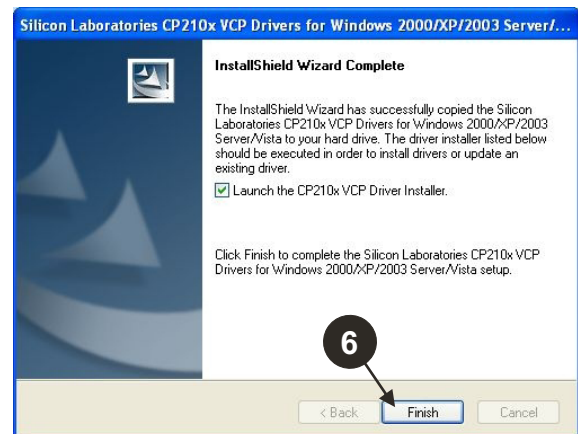 Silicon Laboratories CP210x VCP Drivers for Windows 2000/XP/2003 Server/...
InstallShield Wizard Complete
The InstallShield Wizard has successfully copied the Silicon
Laboratories CP210x VCP Drivers for Windows 2000/XP/2003
Server/Vista to your hard drive. The driver installer listed below
should be executed in order to install drivers or update an
existing driver.
Launch the CP210x VCP Driver Installer.
Click Finish to complete the Silicon Laboratories CP210x VCP
Drivers for Windows 2000/XP/2003 Server/Vista setup.
6
< Back Finish Cancel